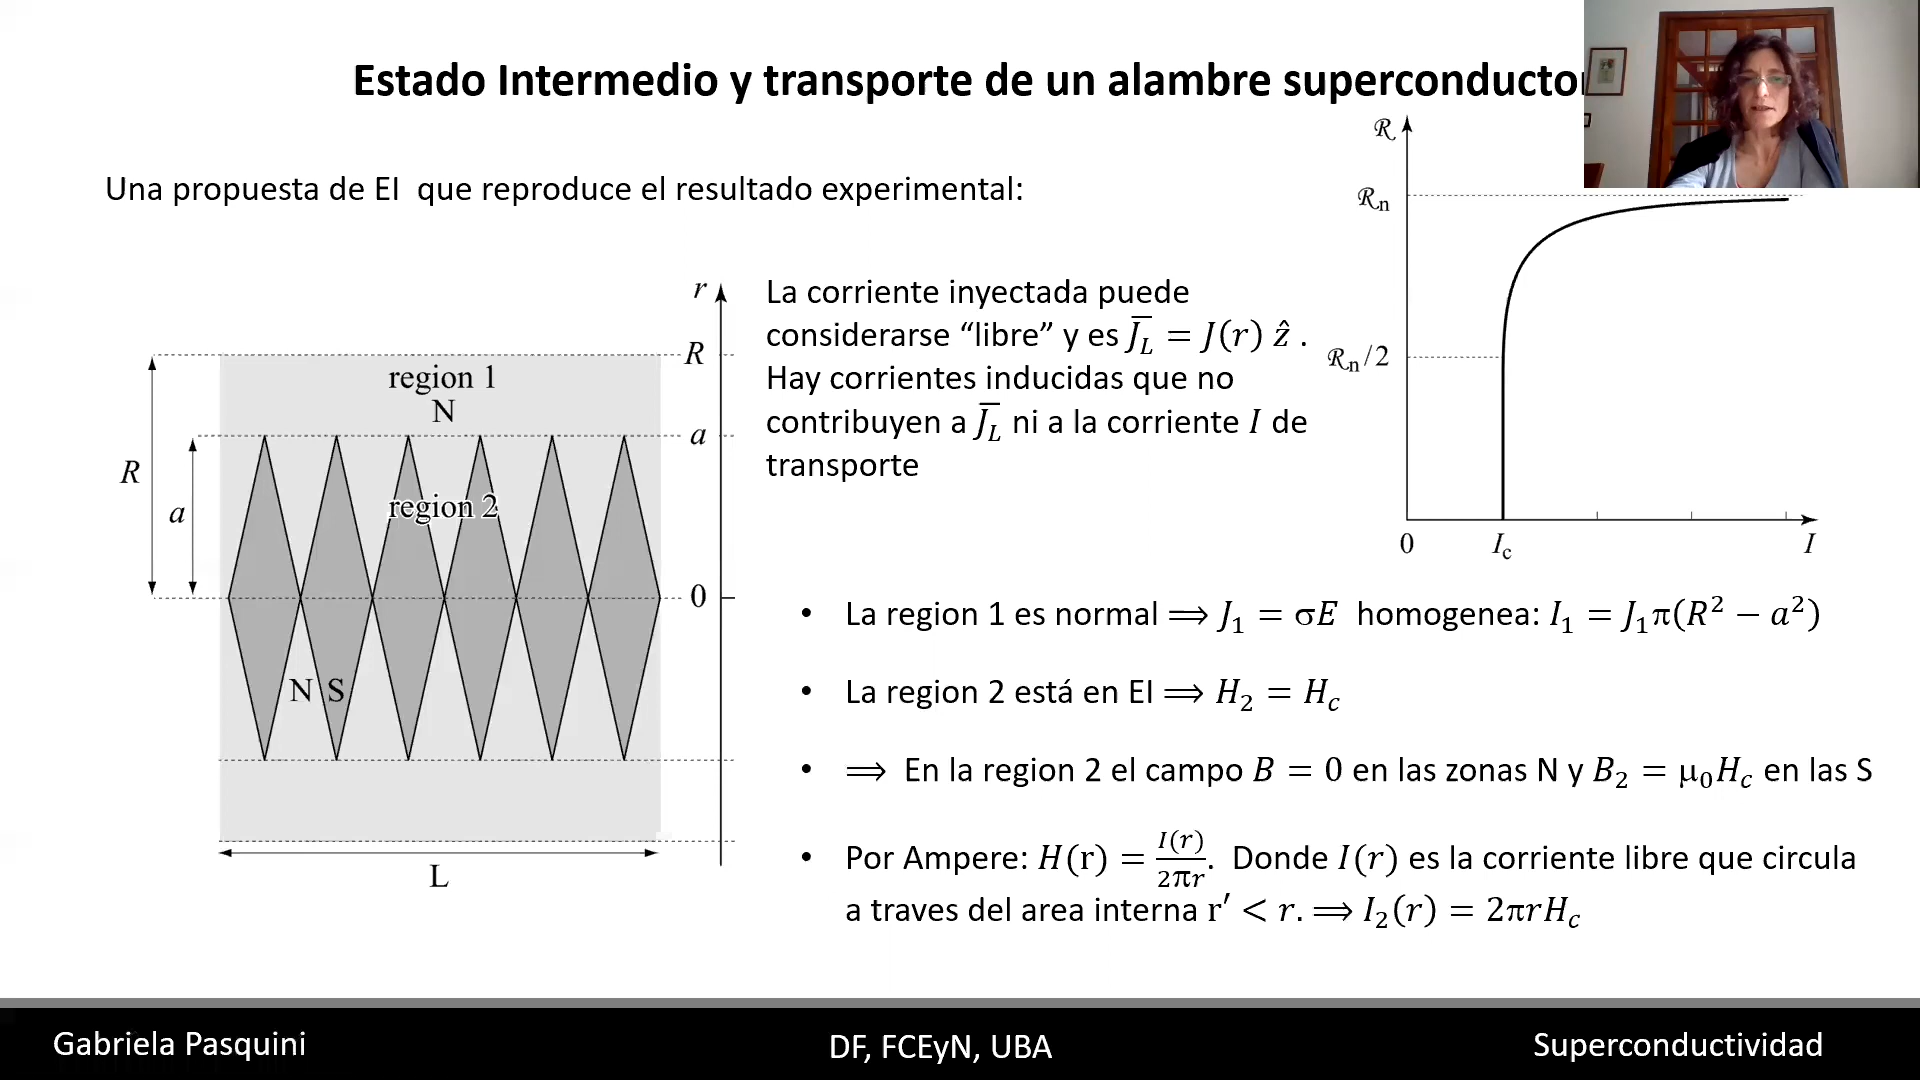 Estado Intermedio y transporte de un alambre superconductor
Una propuesta de EI que reproduce el resultado experimental:
La corriente inyectada puede
considerarse “libre” y es J̅_L = J(r) ẑ .
Hay corrientes inducidas que no
contribuyen a J̅_L ni a la corriente I de
transporte
r
R
a
0
R
a
region 1
N
region 2
N S
L
ℛ
ℛn
ℛn/2
0
Ic
I
• La region 1 es normal ⟹ J₁ = σE homogenea: I₁ = J₁π(R² − a²)
• La region 2 está en EI ⟹ H₂ = H_c
• ⟹ En la region 2 el campo B = 0 en las zonas N y B₂ = μ₀H_c en las S
• Por Ampere: H(r) = I(r)/2πr. Donde I(r) es la corriente libre que circula
a traves del area interna r′ < r. ⟹ I₂(r) = 2πrH_c
Gabriela Pasquini
DF, FCEyN, UBA
Superconductividad